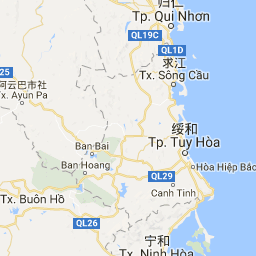 归仁
Tp. Qui Nhơn
QL19C
QL1D
求江
Tx. Sông Cầu
25
阿云巴市社
Tx. Ayun Pa
绥和
Ban Bai
Tp. Tuy Hòa
Ban Hoang
Hòa Hiệp Bắc
QL29
Canh Tinh
Tx. Buôn Hồ
QL26
宁和
Tx. Ninh Hòa